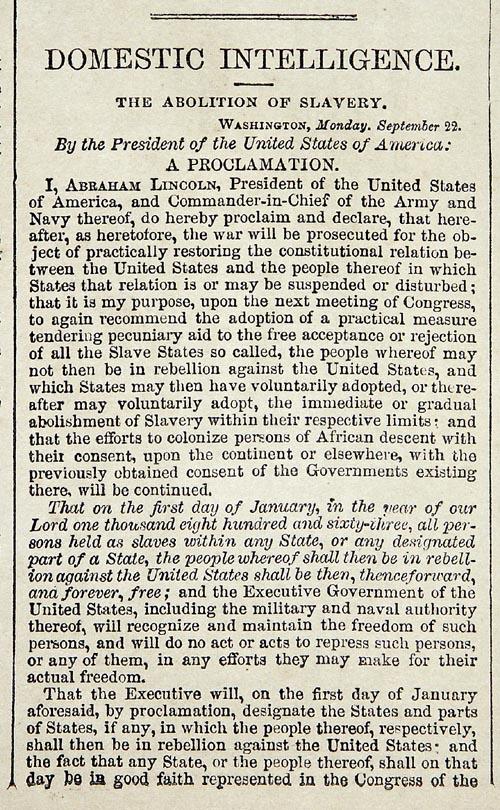 DOMESTIC INTELLIGENCE.
THE ABOLITION OF SLAVERY.
WASHINGTON, Monday. September 22.
By the President of the United States of America:
A PROCLAMATION.
I, ABRAHAM LINCOLN, President of the United States
of America, and Commander-in-Chief of the Army and
Navy thereof, do hereby proclaim and declare, that here-
after, as heretofore, the war will be prosecuted for the ob-
ject of practically restoring the constitutional relation be-
tween the United States and the people thereof in which
States that relation is or may be suspended or disturbed;
that it is my purpose, upon the next meeting of Congress,
to again recommend the adoption of a practical measure
tendering pecuniary aid to the free acceptance or rejection
of all the Slave States so called, the people whereof may
not then be in rebellion against the United States, and
which States may then have voluntarily adopted, or there-
after may voluntarily adopt, the immediate or gradual
abolishment of Slavery within their respective limits; and
that the efforts to colonize persons of African descent with
their consent, upon the continent or elsewhere, with the
previously obtained consent of the Governments existing
there, will be continued.
That on the first day of January, in the year of our
Lord one thousand eight hundred and sixty-three, all per-
sons held as slaves within any State, or any designated
part of a State, the people whereof shall then be in rebell-
ion against the United States shall be then, thenceforward,
and forever, free; and the Executive Government of the
United States, including the military and naval authority
thereof, will recognize and maintain the freedom of such
persons, and will do no act or acts to repress such persons,
or any of them, in any efforts they may make for their
actual freedom.
That the Executive will, on the first day of January
aforesaid, by proclamation, designate the States and parts
of States, if any, in which the people thereof, respectively,
shall then be in rebellion against the United States; and
the fact that any State, or the people thereof, shall on that
day be in good faith represented in the Congress of the